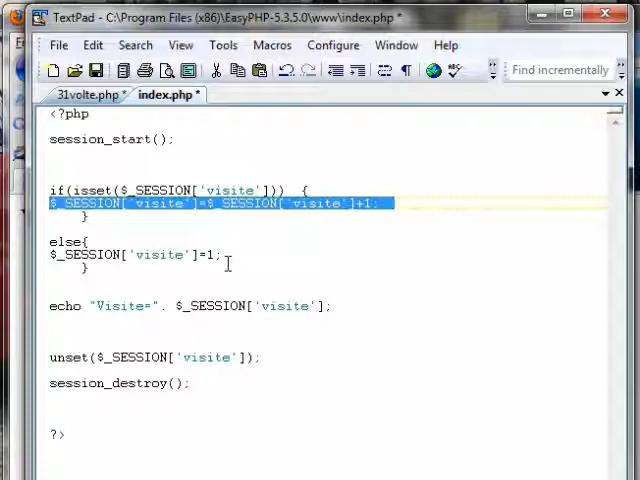 TextPad - C:\Program Files (x86)\EasyPHP-5.3.5.0\www\index.php *
File Edit Search View Tools Macros Configure Window Help
Find incrementally
31volte.php * index.php *
<?php
session_start();
if(isset($_SESSION['visite']))  {
$_SESSION['visite']=$_SESSION['visite']+1;
}
else{
$_SESSION['visite']=1;
}
echo "Visite=". $_SESSION['visite'];
unset($_SESSION['visite']);
session_destroy();
?>